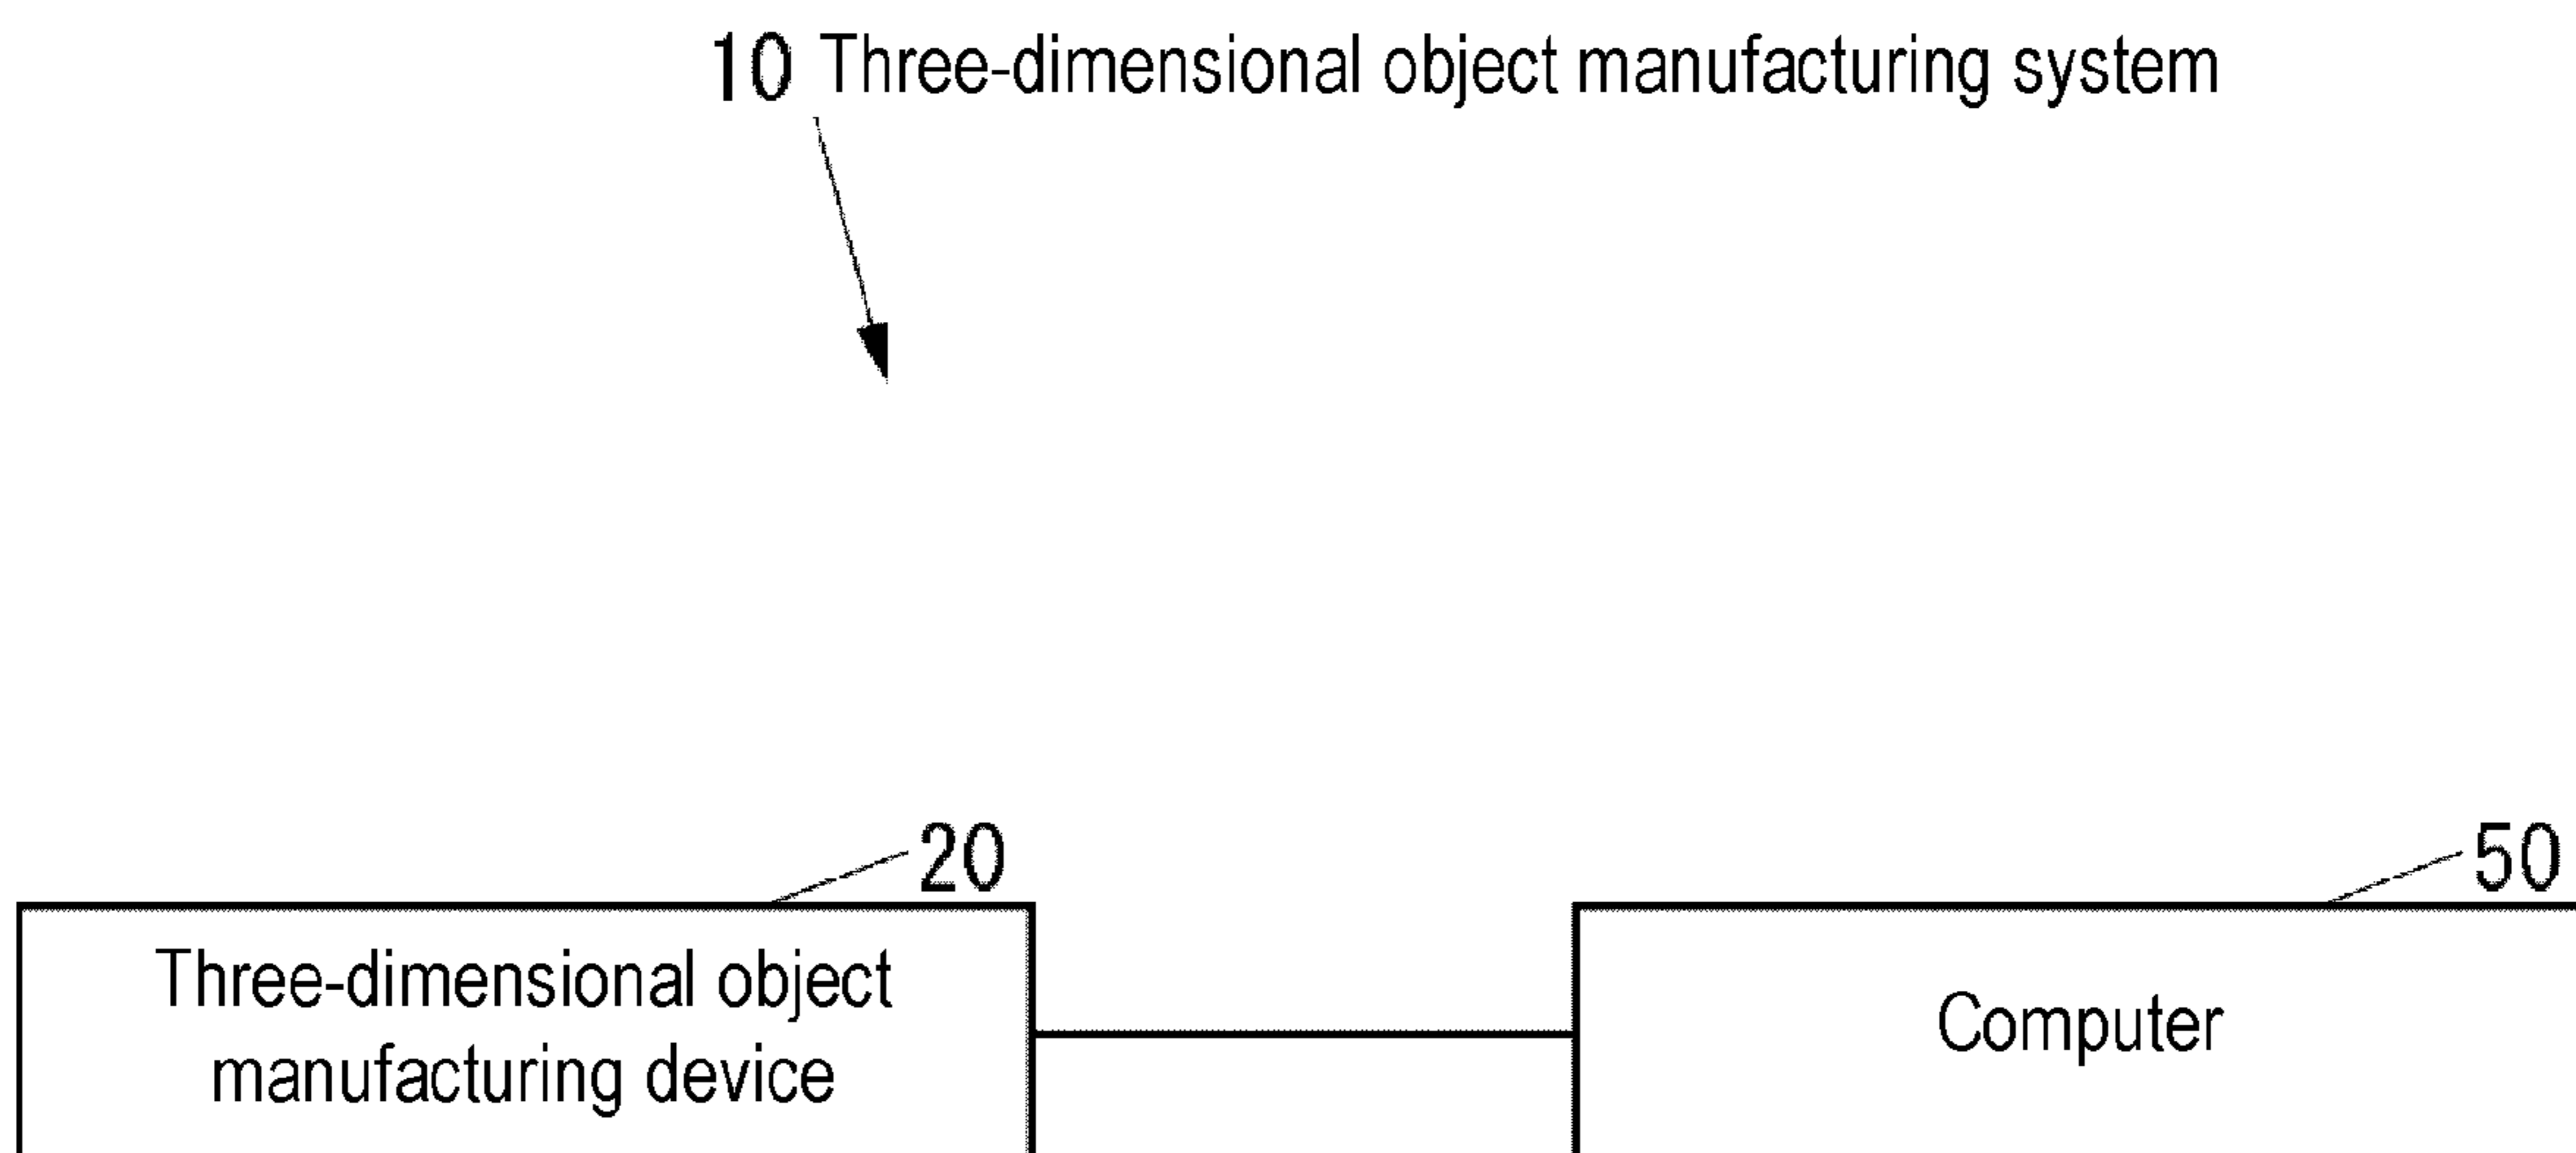 10 Three-dimensional object manufacturing system
20
50
Three-dimensional object
manufacturing device
Computer